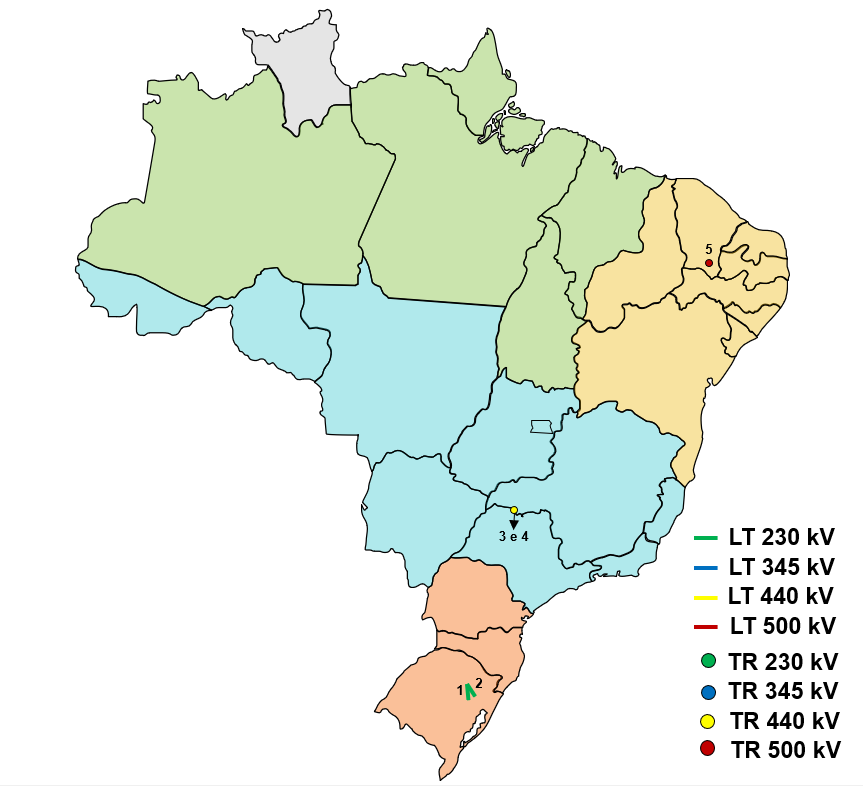 5
3 e 4
1
2
LT 230 kV
LT 345 kV
LT 440 kV
LT 500 kV
TR 230 kV
TR 345 kV
TR 440 kV
TR 500 kV